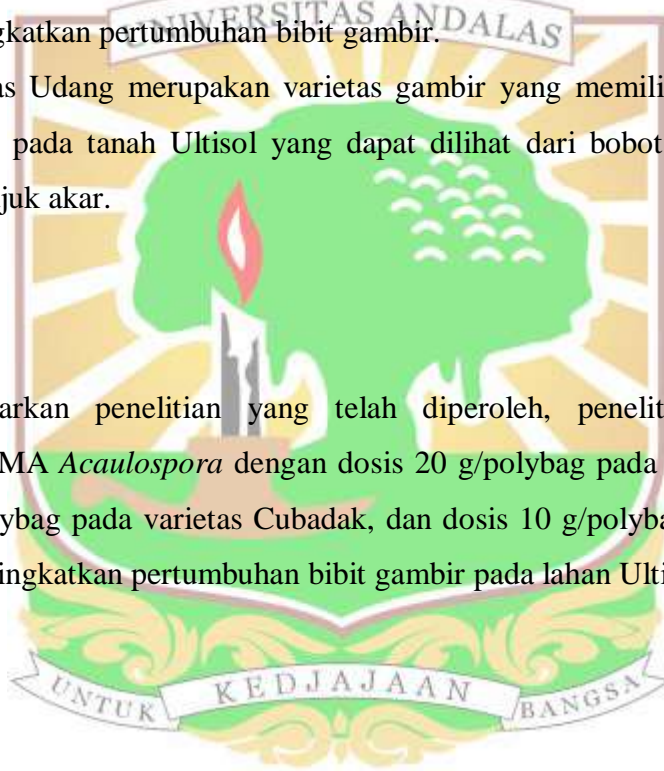 gkatkan pertumbuhan bibit gambir.
UNIVERSITAS ANDALAS
as Udang merupakan varietas gambir yang memili
pada tanah Ultisol yang dapat dilihat dari bobot
juk akar.
arkan penelitian yang telah diperoleh, penelit
MA Acaulospora dengan dosis 20 g/polybag pada
ybag pada varietas Cubadak, dan dosis 10 g/polyba
ingkatkan pertumbuhan bibit gambir pada lahan Ulti
UNTUK KEDJAJAAN BANGSA